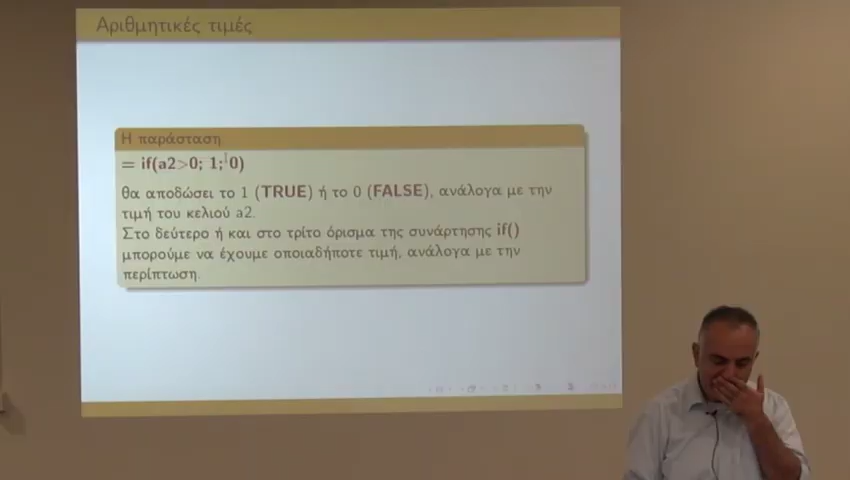 Αριθμητικές τιμές
Η παράσταση
= if(a2>0; 1; 0)
θα αποδώσει το 1 (TRUE) ή το 0 (FALSE), ανάλογα με την
τιμή του κελιού a2.
Στο δεύτερο ή και στο τρίτο όρισμα της συνάρτησης if()
μπορούμε να έχουμε οποιαδήποτε τιμή, ανάλογα με την
περίπτωση.